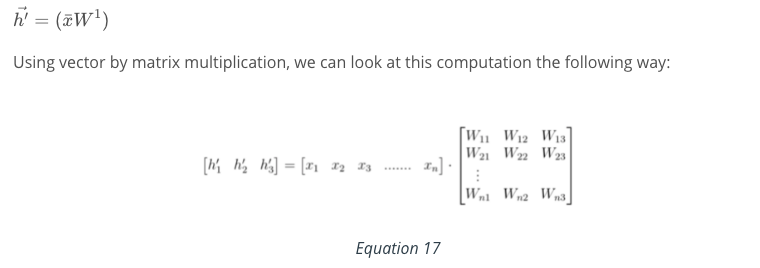 h⃗′ = (x̄W¹)
Using vector by matrix multiplication, we can look at this computation the following way:
[h′₁ h′₂ h′₃] = [x₁ x₂ x₃ ....... xₙ] · [W₁₁ W₁₂ W₁₃
W₂₁ W₂₂ W₂₃
⋮
Wₙ₁ Wₙ₂ Wₙ₃]
Equation 17